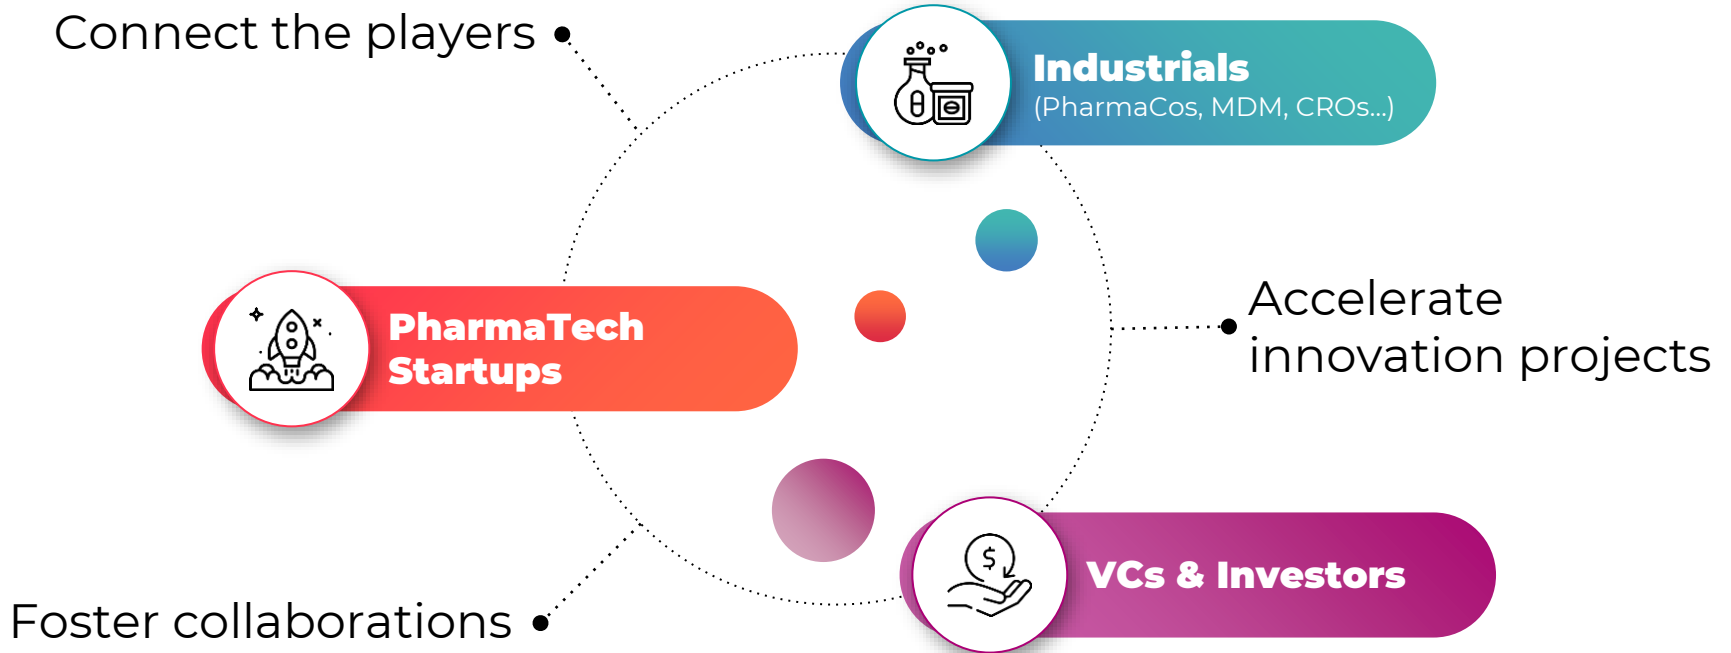 Connect the players
Industrials
(PharmaCos, MDM, CROs...)
PharmaTech
Startups
Accelerate
innovation projects
$
VCs & Investors
Foster collaborations